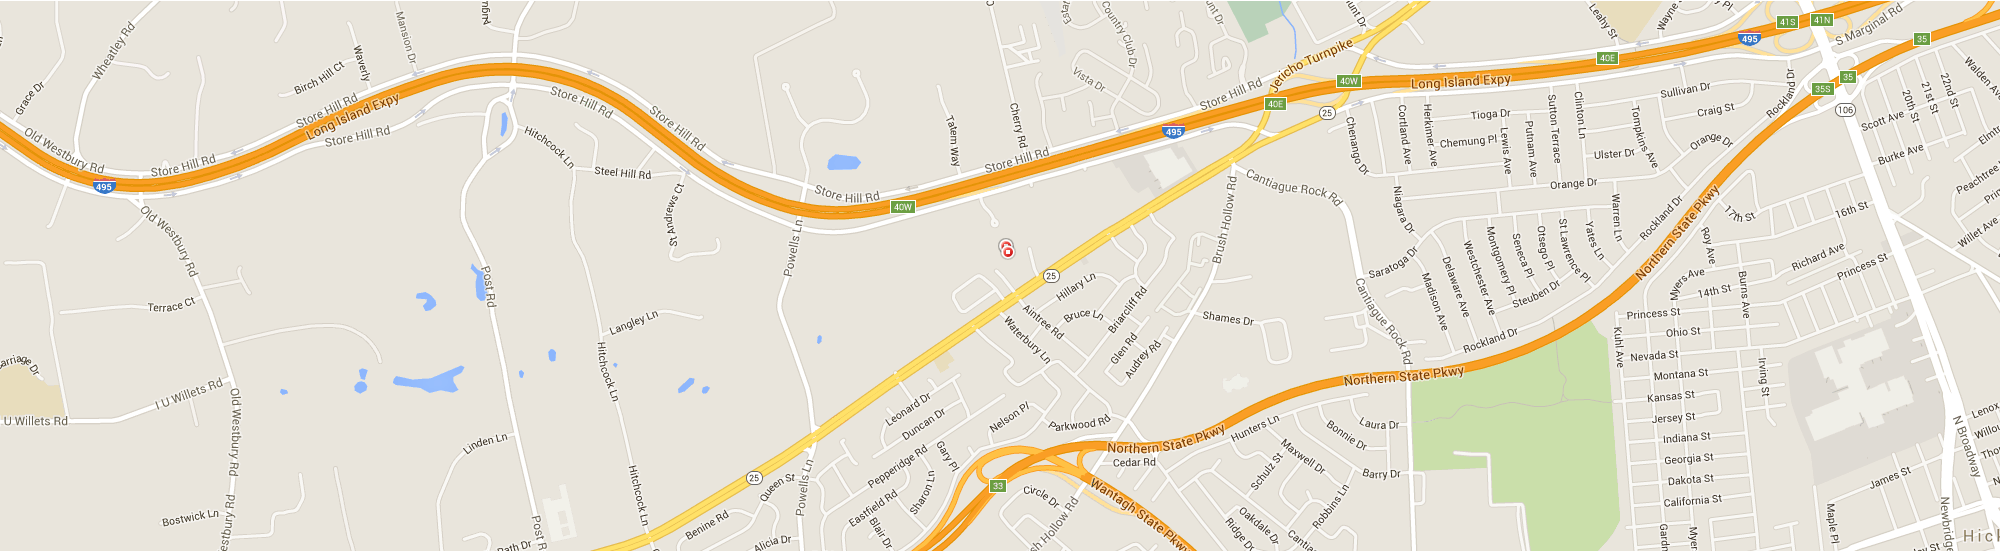 Wheatley Rd
Grace Dr
Old Westbury Rd
495
Birch Hill Ct
Waverly
Mansion Dr
Store Hill Rd
Long Island Expy
Store Hill Rd
Store Hill Rd
Store Hill Rd
Store Hill Rd
Hitchcock Ln
Steel Hill Rd
St Andrews Ct
Old Westbury Rd
Post Rd
Powells Ln
Store Hill Rd
40W
Tatem Way
Cherry Rd
Store Hill Rd
Country Club Dr
Vista Dr
Store Hill Rd
495
Jericho Turnpike
40E
40W
25
Long Island Expy
Leahy St
40E
495
41S
41N
S Marginal Rd
35
35
35S
106
Sullivan Dr
Craig St
Rockland Dr
Orange Dr
Tioga Dr
Chemung Pl
Cortland Ave
Herkimer Ave
Lewis Ave
Putnam Ave
Sutton Terrace
Clinton Ln
Tompkins Ave
Ulster Dr
Orange Dr
Chenango Dr
Cantiague Rock Rd
Brush Hollow Rd
Niagara Dr
Warren Ln
Rockland Dr
Northern State Pkwy
17th St
16th St
Scott Ave
Burke Ave
20th St
21st St
22nd St
Walden Ave
Peachtree
Willet Ave
Roy Ave
Richard Ave
Princess St
Myers Ave
14th St
Burns Ave
Saratoga Dr
Madison Ave
Delaware Ave
Westchester Ave
Montgomery Pl
Seneca Pl
Otsego Pl
St Lawrence Pl
Yates Ln
Steuben Dr
Rockland Dr
Cantiague Rock Rd
Princess St
Ohio St
Kuhl Ave
Nevada St
Montana St
Kansas St
Jersey St
Indiana St
Georgia St
Dakota St
California St
Irving St
Terrace Ct
Langley Ln
Hitchcock Ln
25
Hillary Ln
Aintree Rd
Bruce Ln
Briarcliff Rd
Waterbury Ln
Glen Rd
Audrey Rd
Shames Dr
Northern State Pkwy
I U Willets Rd
U Willets Rd
Old Westbury Rd
Linden Ln
Hitchcock Ln
Bostwick Ln
Post R
Leonard Dr
Duncan Dr
Nelson Pl
Parkwood Rd
Northern State Pkwy
Cedar Rd
Hunters Ln
Laura Dr
Bonnie Dr
Barry Dr
Maxwell Dr
Schulz St
Robbins Ln
Oakdale Dr
Ridge Dr
Pepperidge Rd
Gary Pl
Sharon Ln
Eastfield Rd
Blair Dr
33
Circle Dr
Wantagh State Pkwy
25
Queen St
Powells Ln
Benine Rd
Alicia Dr
N Broadway
James St
Maple Pl
Newbridge
Lenox